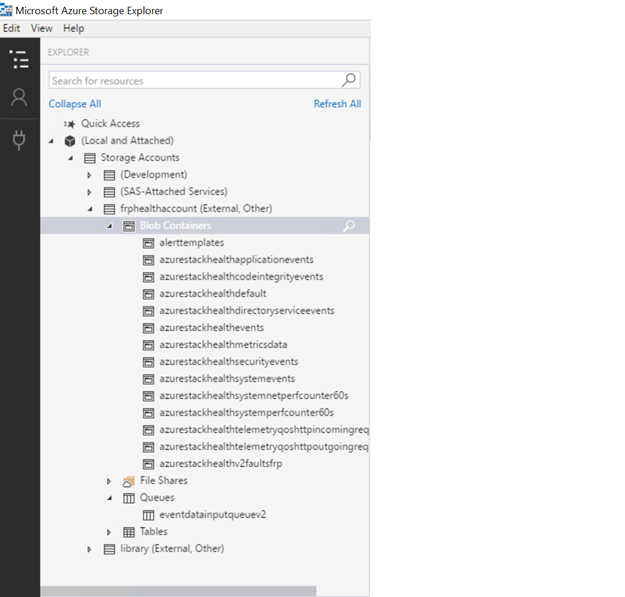 Microsoft Azure Storage Explorer
Edit View Help
EXPLORER
Search for resources
Collapse All Refresh All
Quick Access
(Local and Attached)
Storage Accounts
(Development)
(SAS-Attached Services)
frphealthaccount (External, Other)
Blob Containers
alerttemplates
azurestackhealthapplicationevents
azurestackhealthcodeintegrityevents
azurestackhealthdefault
azurestackhealthdirectoryserviceevents
azurestackhealthevents
azurestackhealthmetricsdata
azurestackhealthsecurityevents
azurestackhealthsystemevents
azurestackhealthsystemnetperfcounter60s
azurestackhealthsystemperfcounter60s
azurestackhealthtelemetryqoshttpincomingreq
azurestackhealthtelemetryqoshttpoutgoingreq
azurestackhealthv2faultsfrp
File Shares
Queues
eventdatainputqueuev2
Tables
library (External, Other)